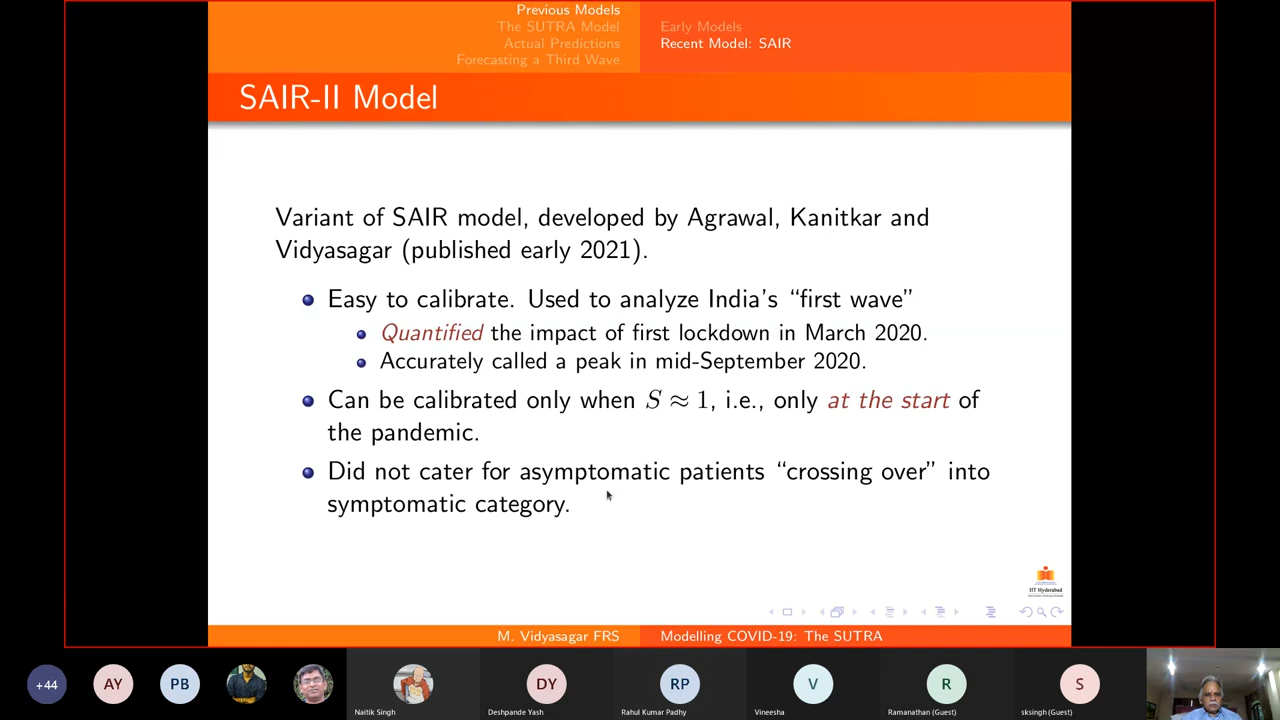 Previous Models
The SUTRA Model
Actual Predictions
Forecasting a Third Wave
Early Models
Recent Model: SAIR
SAIR-II Model
Variant of SAIR model, developed by Agrawal, Kanitkar and
Vidyasagar (published early 2021).
Easy to calibrate. Used to analyze India's “first wave”
Quantified the impact of first lockdown in March 2020.
Accurately called a peak in mid-September 2020.
Can be calibrated only when S ≈ 1, i.e., only at the start of
the pandemic.
Did not cater for asymptomatic patients “crossing over” into
symptomatic category.
IIT Hyderabad
M. Vidyasagar FRS
Modelling COVID-19: The SUTRA
+44
AY
PB
DY
RP
V
R
S
Naitik Singh
Deshpande Yash
Rahul Kumar Padhy
Vineesha
Ramanathan (Guest)
sksingh (Guest)